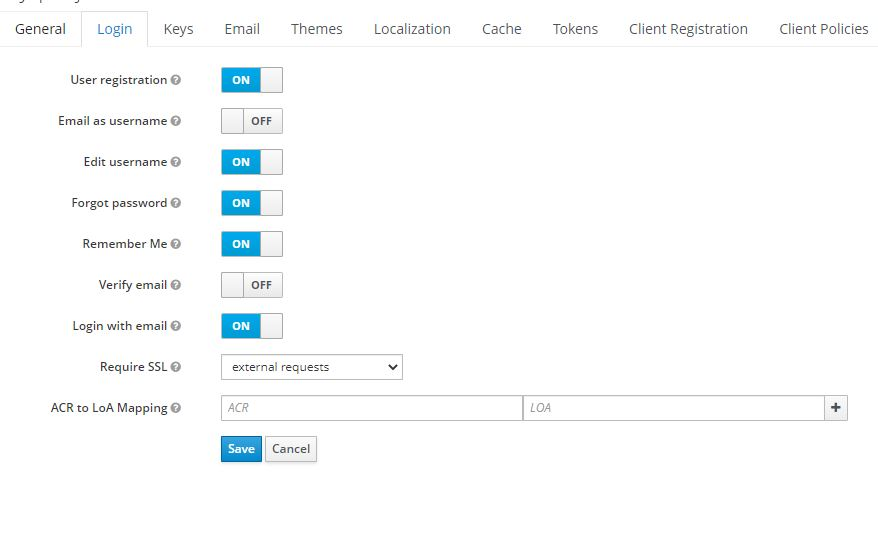 General Login Keys Email Themes Localization Cache Tokens Client Registration Client Policies
User registration ON
Email as username OFF
Edit username ON
Forgot password ON
Remember Me ON
Verify email OFF
Login with email ON
Require SSL external requests
ACR to LoA Mapping ACR LOA +
Save Cancel